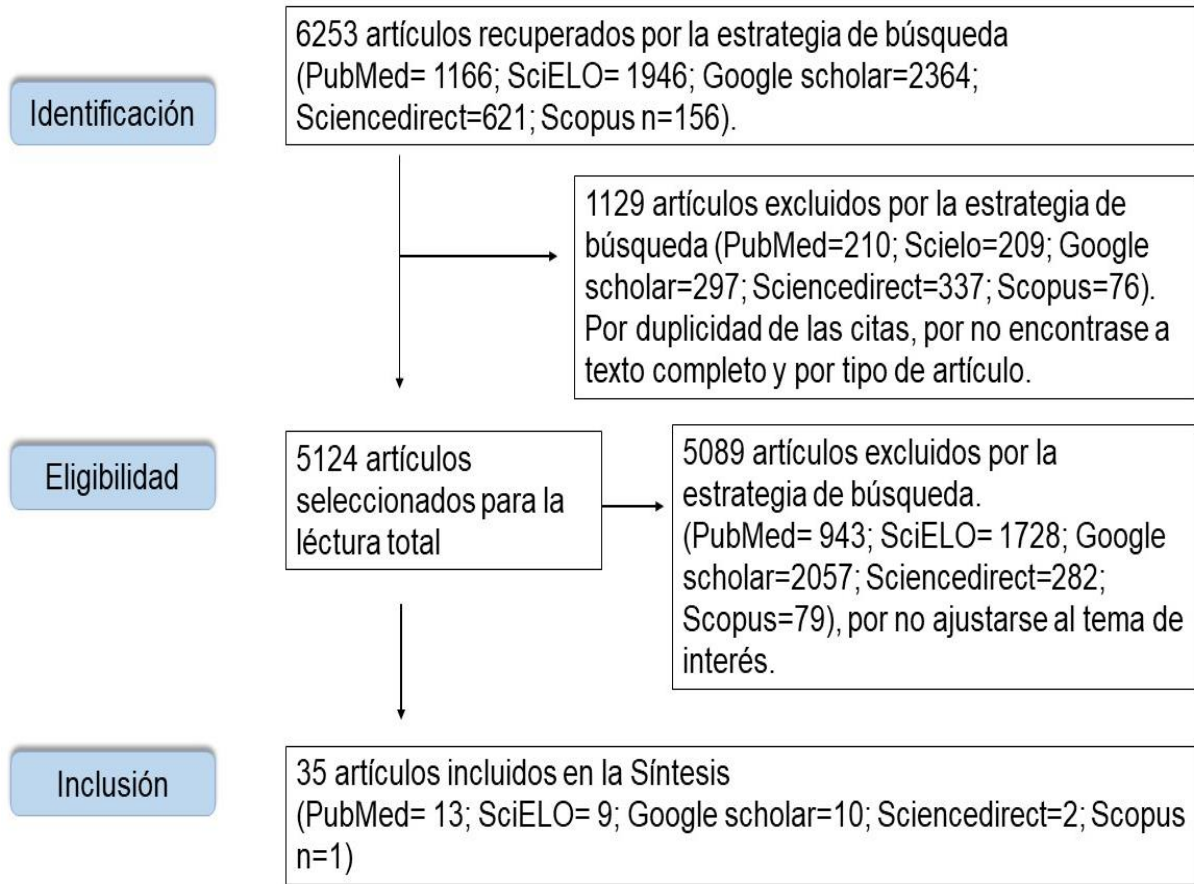 6253 artículos recuperados por la estrategia de búsqueda
(PubMed= 1166; SciELO= 1946; Google scholar=2364;
Sciencedirect=621; Scopus n=156).
Identificación
1129 artículos excluidos por la estrategia de
búsqueda (PubMed=210; Scielo=209; Google
scholar=297; Sciencedirect=337; Scopus=76).
Por duplicidad de las citas, por no encontrase a
texto completo y por tipo de artículo.
Eligibilidad
5124 artículos
seleccionados para la
léctura total
5089 artículos excluidos por la
estrategia de búsqueda.
(PubMed= 943; SciELO= 1728; Google
scholar=2057; Sciencedirect=282;
Scopus=79), por no ajustarse al tema de
interés.
Inclusión
35 artículos incluidos en la Síntesis
(PubMed= 13; SciELO= 9; Google scholar=10; Sciencedirect=2; Scopus
n=1)